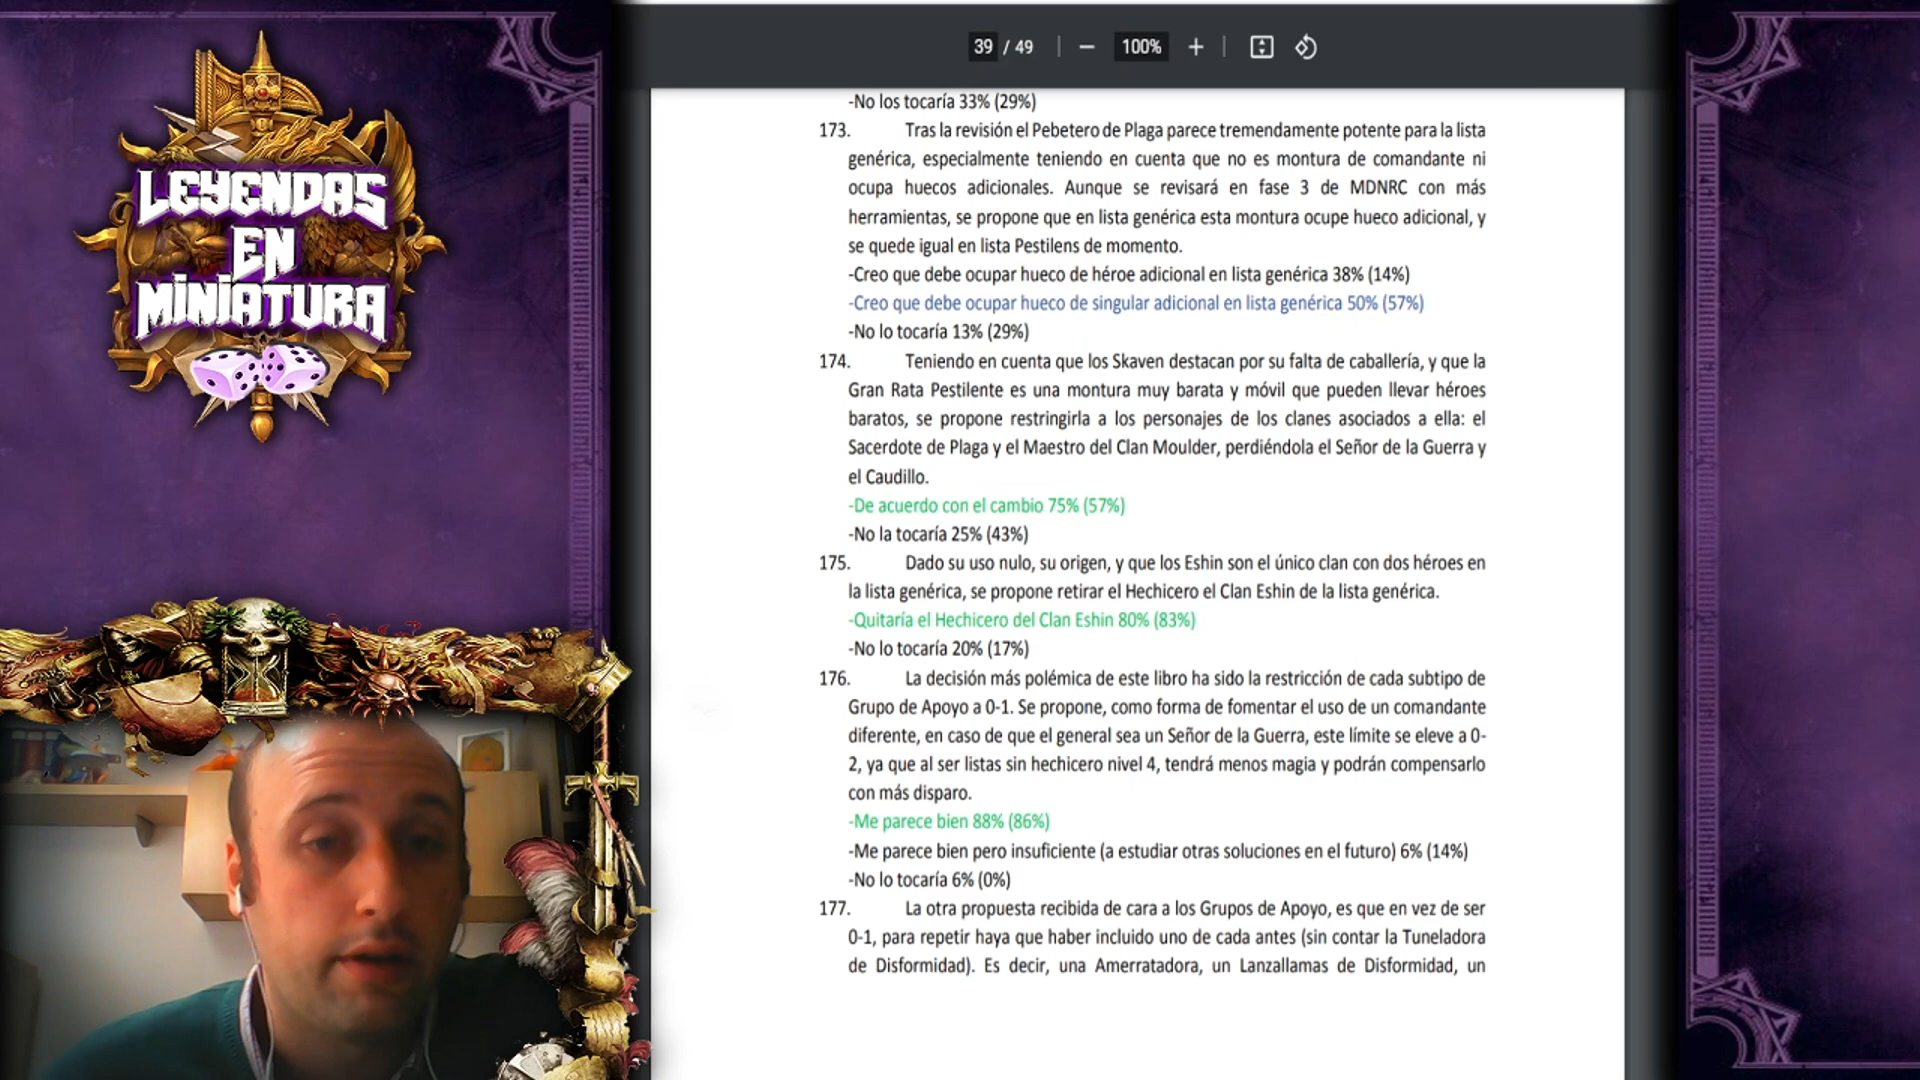 LEYENDAS
EN
MINIATURA
39 / 49
100%
-No los tocaría 33% (29%)
173. Tras la revisión el Pebetero de Plaga parece tremendamente potente para la lista
genérica, especialmente teniendo en cuenta que no es montura de comandante ni
ocupa huecos adicionales. Aunque se revisará en fase 3 de MDNRC con más
herramientas, se propone que en lista genérica esta montura ocupe hueco adicional, y
se quede igual en lista Pestilens de momento.
-Creo que debe ocupar hueco de héroe adicional en lista genérica 38% (14%)
-Creo que debe ocupar hueco de singular adicional en lista genérica 50% (57%)
-No lo tocaría 13% (29%)
174. Teniendo en cuenta que los Skaven destacan por su falta de caballería, y que la
Gran Rata Pestilente es una montura muy barata y móvil que pueden llevar héroes
baratos, se propone restringirla a los personajes de los clanes asociados a ella: el
Sacerdote de Plaga y el Maestro del Clan Moulder, perdiéndola el Señor de la Guerra y
el Caudillo.
-De acuerdo con el cambio 75% (57%)
-No la tocaría 25% (43%)
175. Dado su uso nulo, su origen, y que los Eshin son el único clan con dos héroes en
la lista genérica, se propone retirar el Hechicero el Clan Eshin de la lista genérica.
-Quitaría el Hechicero del Clan Eshin 80% (83%)
-No lo tocaría 20% (17%)
176. La decisión más polémica de este libro ha sido la restricción de cada subtipo de
Grupo de Apoyo a 0-1. Se propone, como forma de fomentar el uso de un comandante
diferente, en caso de que el general sea un Señor de la Guerra, este límite se eleve a 0-
2, ya que al ser listas sin hechicero nivel 4, tendrá menos magia y podrán compensarlo
con más disparo.
-Me parece bien 88% (86%)
-Me parece bien pero insuficiente (a estudiar otras soluciones en el futuro) 6% (14%)
-No lo tocaría 6% (0%)
177. La otra propuesta recibida de cara a los Grupos de Apoyo, es que en vez de ser
0-1, para repetir haya que haber incluido uno de cada antes (sin contar la Tuneladora
de Disformidad). Es decir, una Amerratadora, un Lanzallamas de Disformidad, un